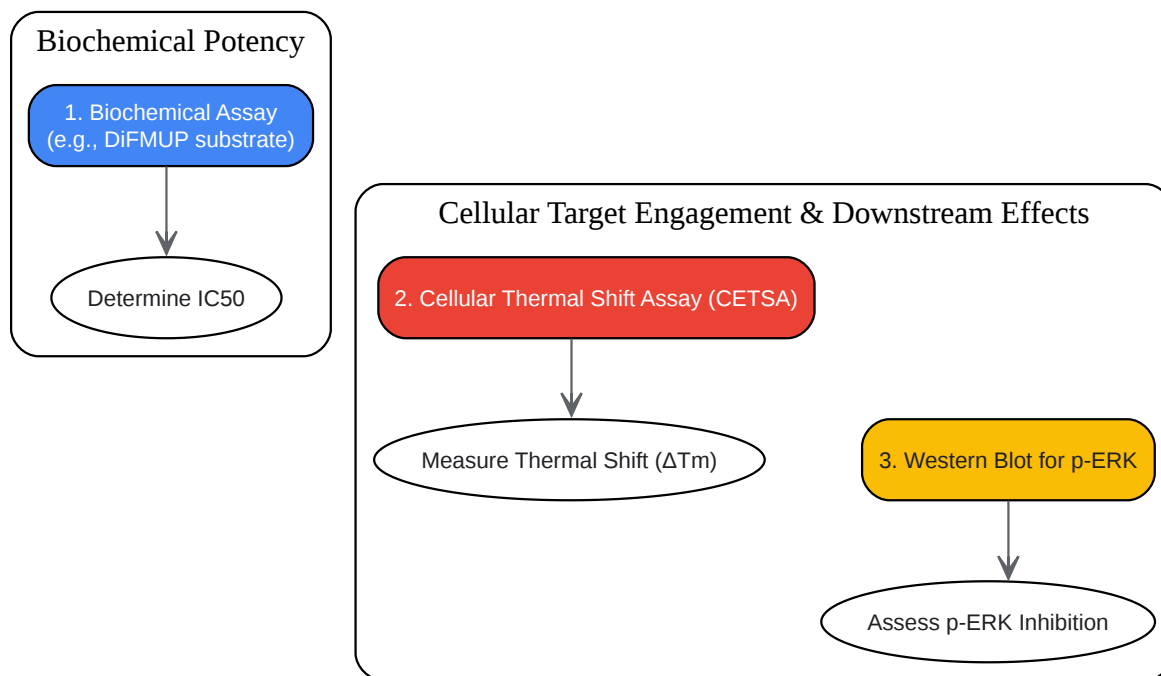 Biochemical Potency
1. Biochemical Assay
(e.g., DiFMUP substrate)
Determine IC50
Cellular Target Engagement & Downstream Effects
2. Cellular Thermal Shift Assay (CETSA)
Measure Thermal Shift (ΔTm)
3. Western Blot for p-ERK
Assess p-ERK Inhibition